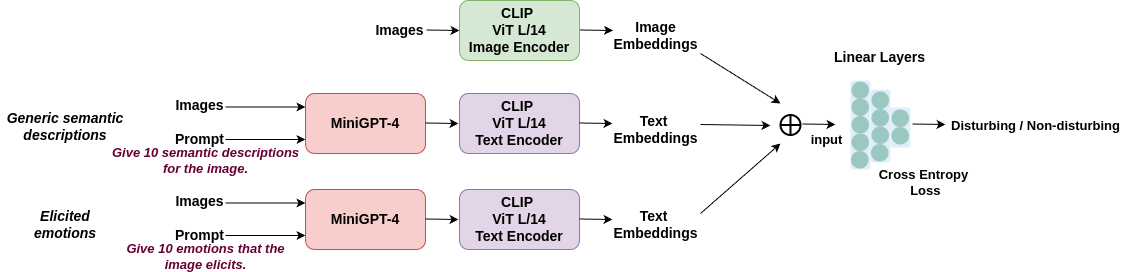 Images
CLIP
ViT L/14
Image Encoder
Image
Embeddings
Generic semantic
descriptions
Images
Prompt
Give 10 semantic descriptions
for the image.
MiniGPT-4
CLIP
ViT L/14
Text Encoder
Text
Embeddings
Elicited
emotions
Images
Prompt
Give 10 emotions that the
image elicits.
MiniGPT-4
CLIP
ViT L/14
Text Encoder
Text
Embeddings
input
Linear Layers
Cross Entropy
Loss
Disturbing / Non-disturbing